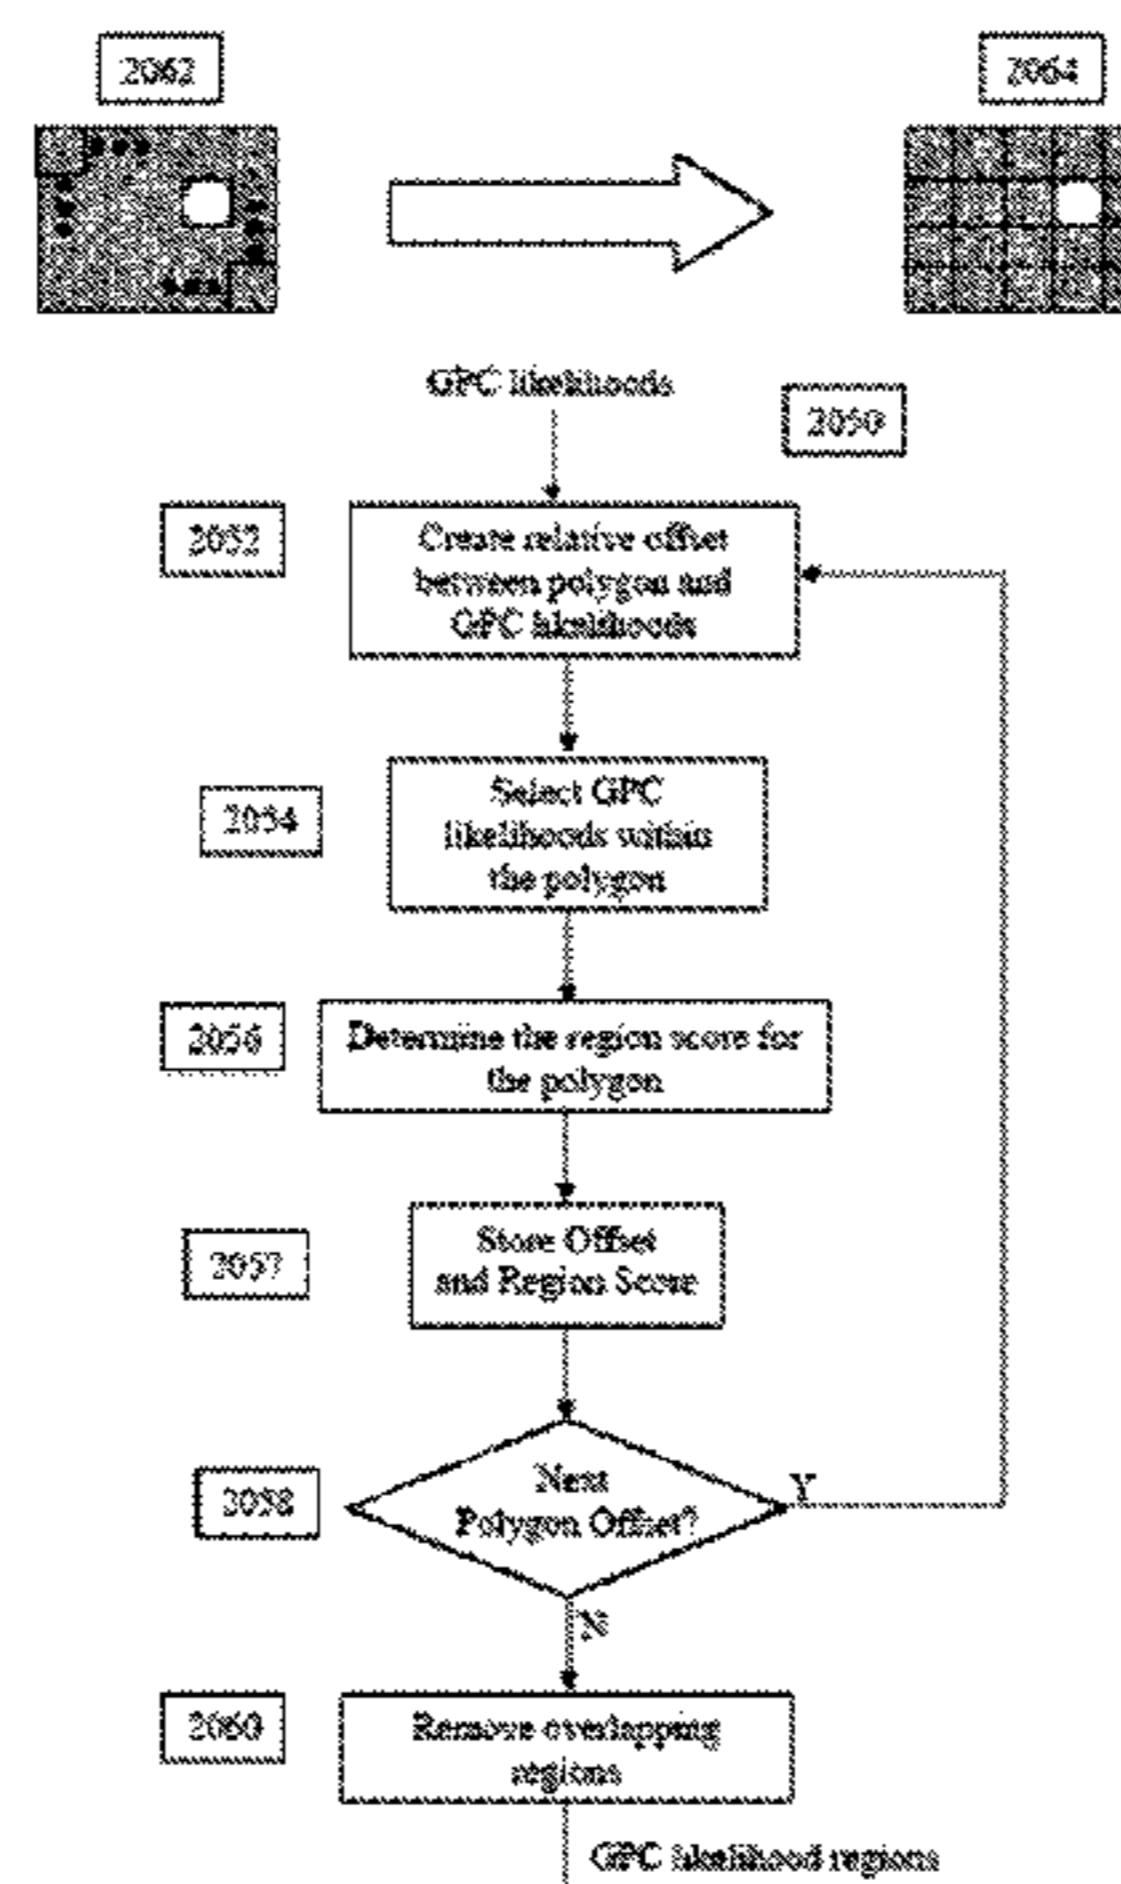 2062
2064
GPC likelihoods
2050
2052
Create relative offset
between polygon and
GPC likelihoods
2054
Select GPC
likelihoods within
the polygon
2056
Determine the region score for
the polygon
2057
Store Offset
and Region Score
2058
Next
Polygon Offset?
Y
N
2060
Remove overlapping
regions
GPC likelihood regions